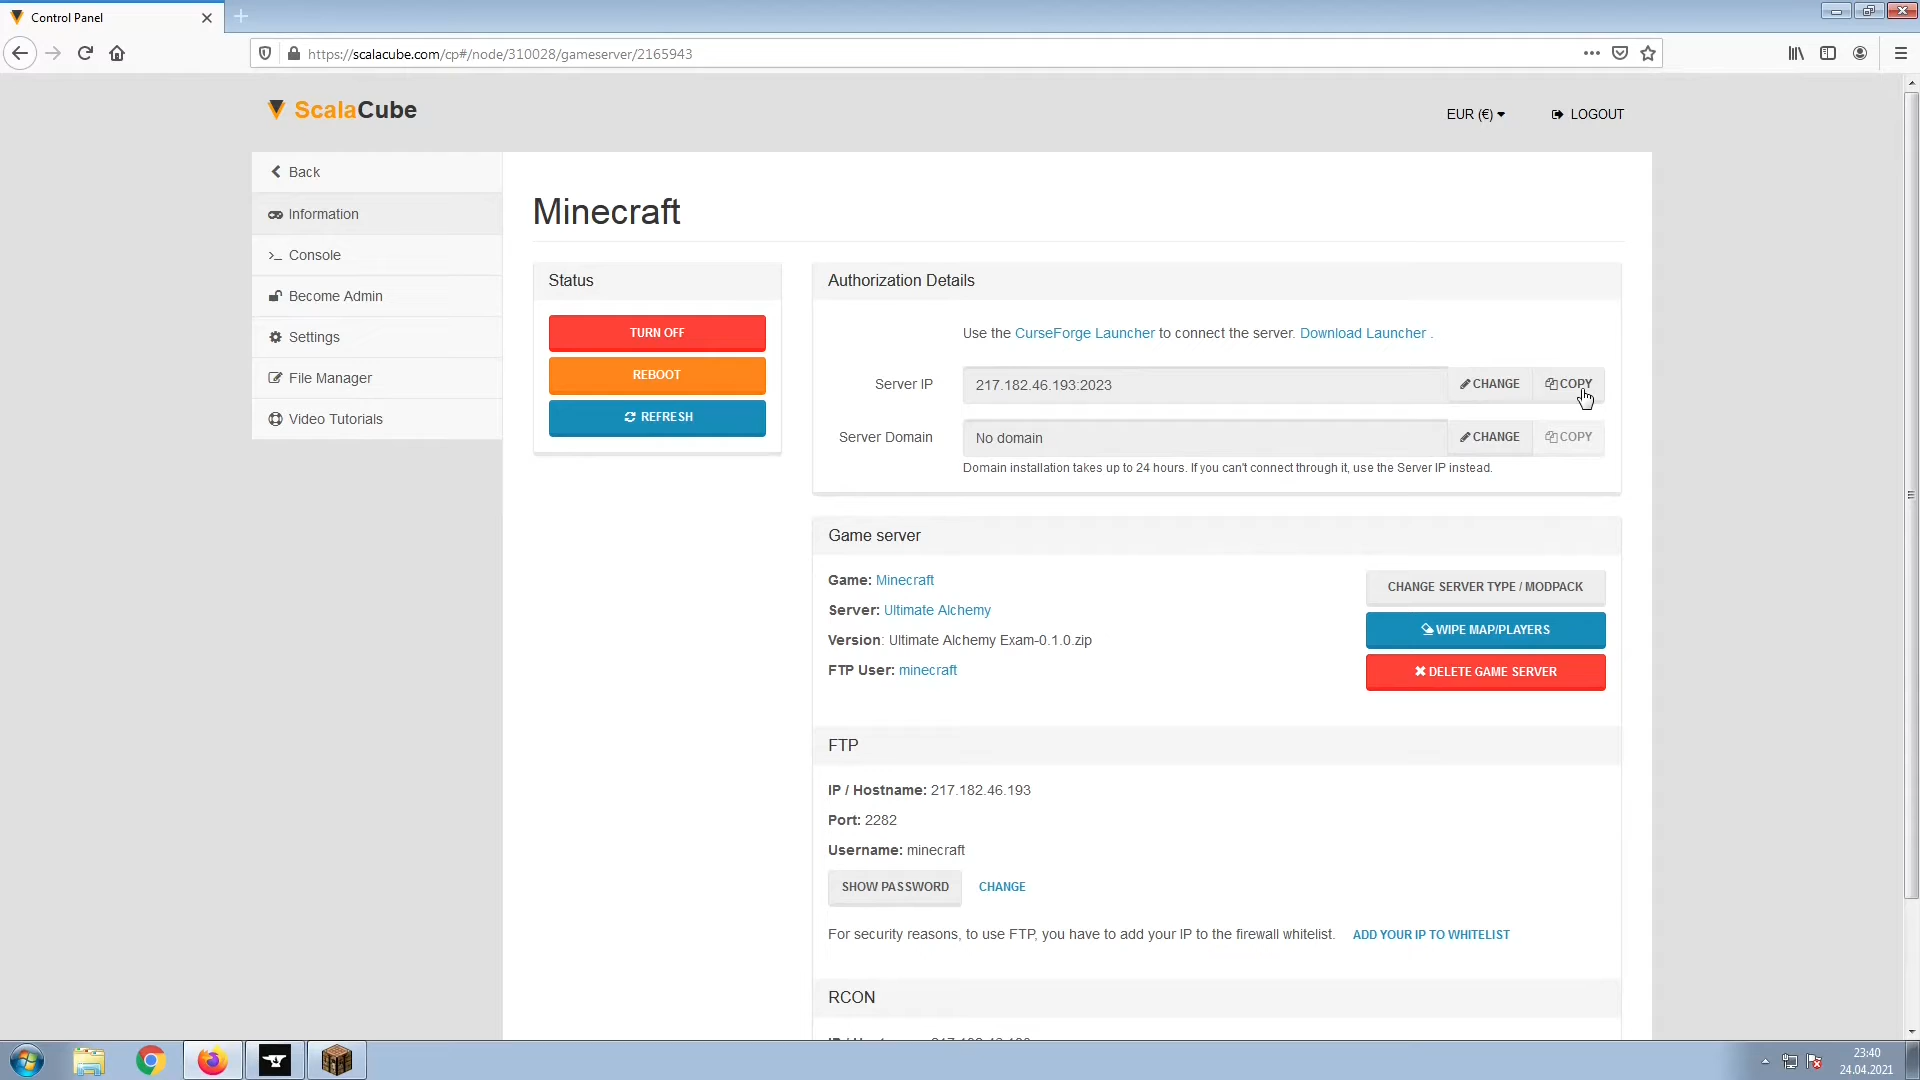 Control Panel
https://scalacube.com/cp#/node/310028/gameserver/2165943
ScalaCube
EUR (€)
LOGOUT
Back
Information
Console
Become Admin
Settings
File Manager
Video Tutorials
Minecraft
Status
TURN OFF
REBOOT
REFRESH
Authorization Details
Use the CurseForge Launcher to connect the server. Download Launcher .
Server IP
217.182.46.193:2023
CHANGE
COPY
Server Domain
No domain
CHANGE
COPY
Domain installation takes up to 24 hours. If you can't connect through it, use the Server IP instead.
Game server
Game: Minecraft
Server: Ultimate Alchemy
Version: Ultimate Alchemy Exam-0.1.0.zip
FTP User: minecraft
CHANGE SERVER TYPE / MODPACK
WIPE MAP/PLAYERS
DELETE GAME SERVER
FTP
IP / Hostname: 217.182.46.193
Port: 2282
Username: minecraft
SHOW PASSWORD
CHANGE
For security reasons, to use FTP, you have to add your IP to the firewall whitelist.
ADD YOUR IP TO WHITELIST
RCON
23:40
24.04.2021